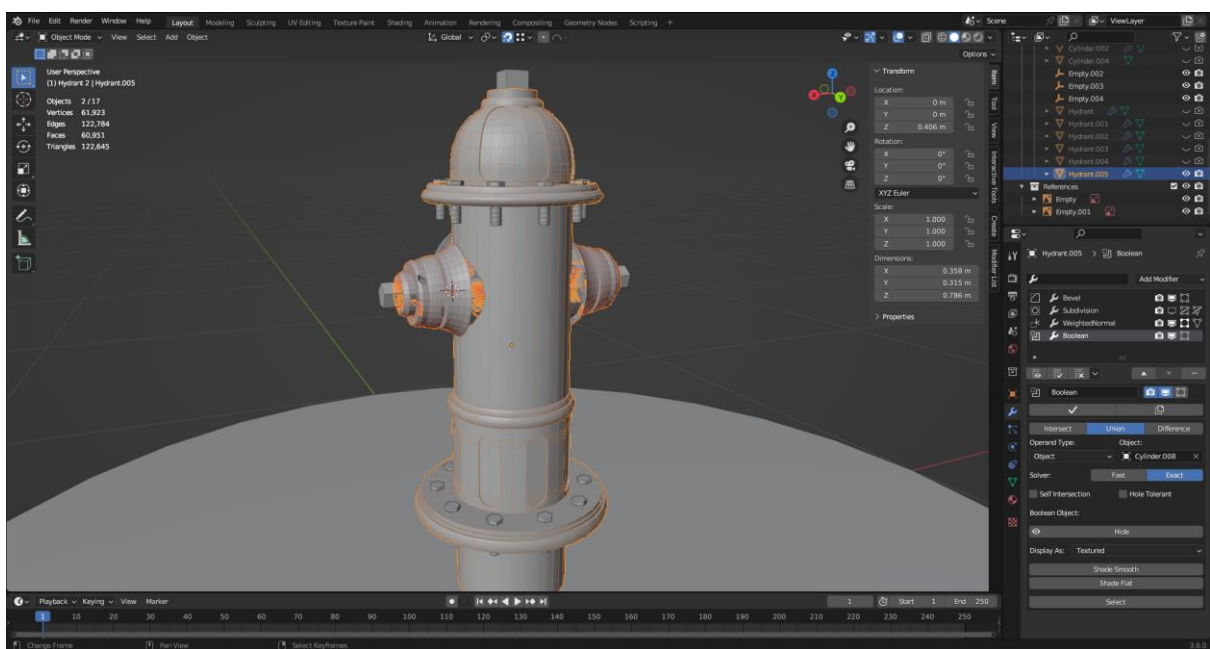 File Edit Render Window Help Layout Modeling Sculpting UV Editing Texture Paint Shading Animation Rendering Compositing Geometry Nodes Scripting + Scene ViewLayer
Object Mode View Select Add Object Global
Options
User Perspective
(1) Hydrant 2 | Hydrant.005
Objects 2/17
Vertices 61,923
Edges 122,784
Faces 60,951
Triangles 122,645
Z
X
Y
Transform
Location:
X 0 m
Y 0 m
Z 0.406 m
Rotation:
X 0°
Y 0°
Z 0°
XYZ Euler
Scale:
X 1.000
Y 1.000
Z 1.000
Dimensions:
X 0.358 m
Y 0.315 m
Z 0.786 m
Properties
Item
Tool
View
Interactive Tools
Create
Modifier List
Cylinder.002
Cylinder.004
Empty.002
Empty.003
Empty.004
Hydrant
Hydrant.001
Hydrant.002
Hydrant.003
Hydrant.004
Hydrant.005
References
Empty
Empty.001
Hydrant.005 > Boolean
Add Modifier
Bevel
Subdivision
WeightedNormal
Boolean
Boolean
Intersect Union Difference
Operand Type: Object:
Object Cylinder.008
Solver: Fast Exact
Self Intersection Hole Tolerant
Boolean Object:
Hide
Display As: Textured
Shade Smooth
Shade Flat
Select
Playback Keying View Marker 1 Start 1 End 250
1 10 20 30 40 50 60 70 80 90 100 110 120 130 140 150 160 170 180 190 200 210 220 230 240 250
Change Frame Pan View Select Keyframes 3.6.0